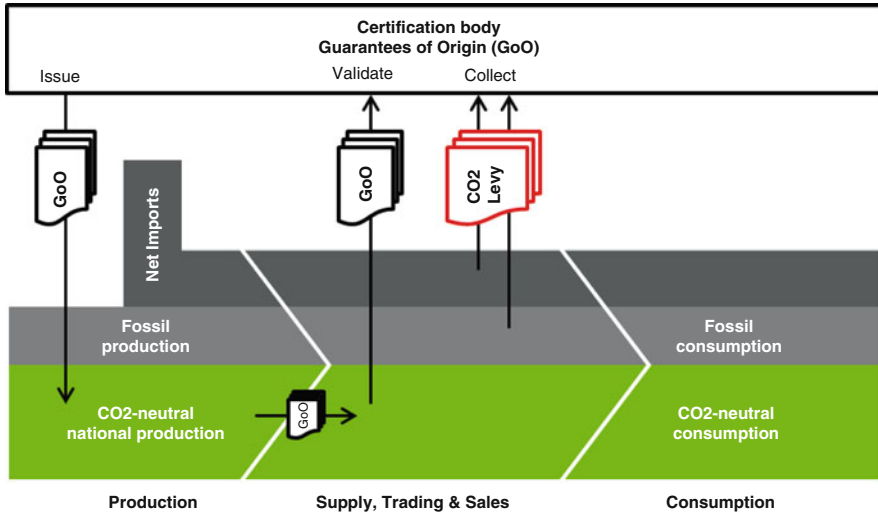 Certification body
Guarantees of Origin (GoO)
Issue
Validate
Collect
GoO
GoO
CO2
Levy
Net Imports
Fossil
production
Fossil
consumption
CO2-neutral
national production
GoO
CO2-neutral
consumption
Production
Supply, Trading & Sales
Consumption